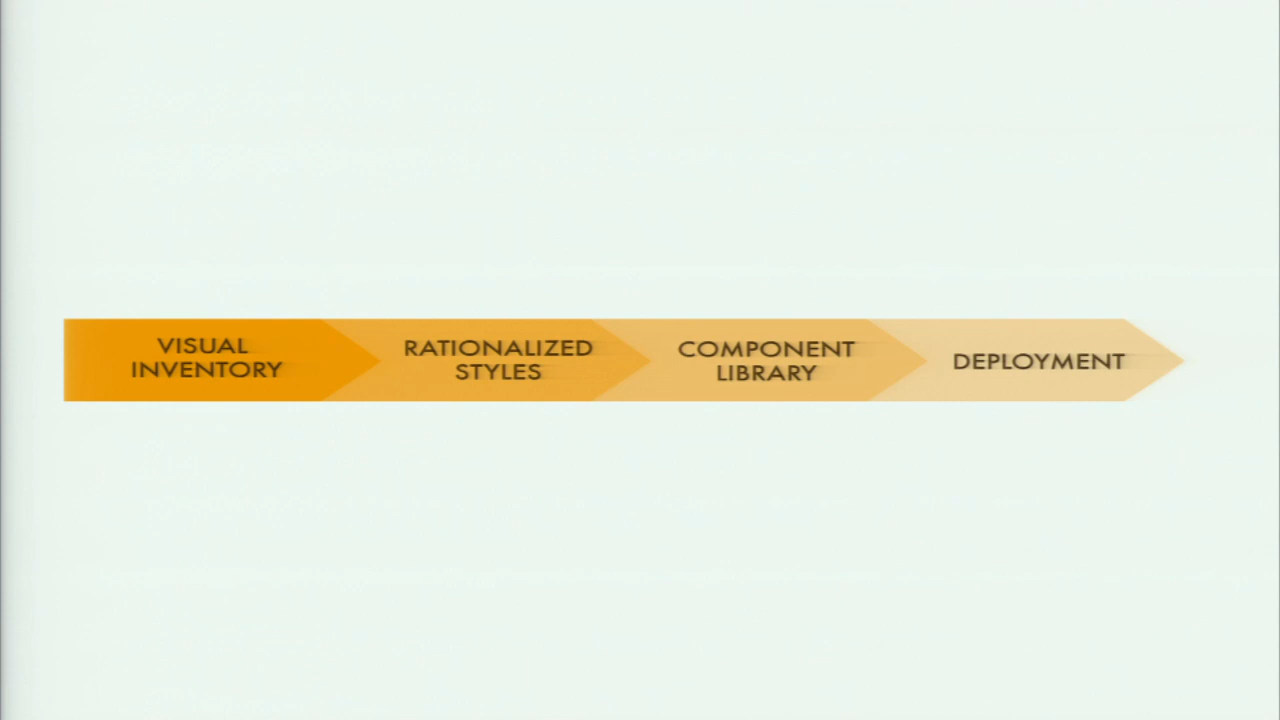 VISUAL
INVENTORY
RATIONALIZED
STYLES
COMPONENT
LIBRARY
DEPLOYMENT